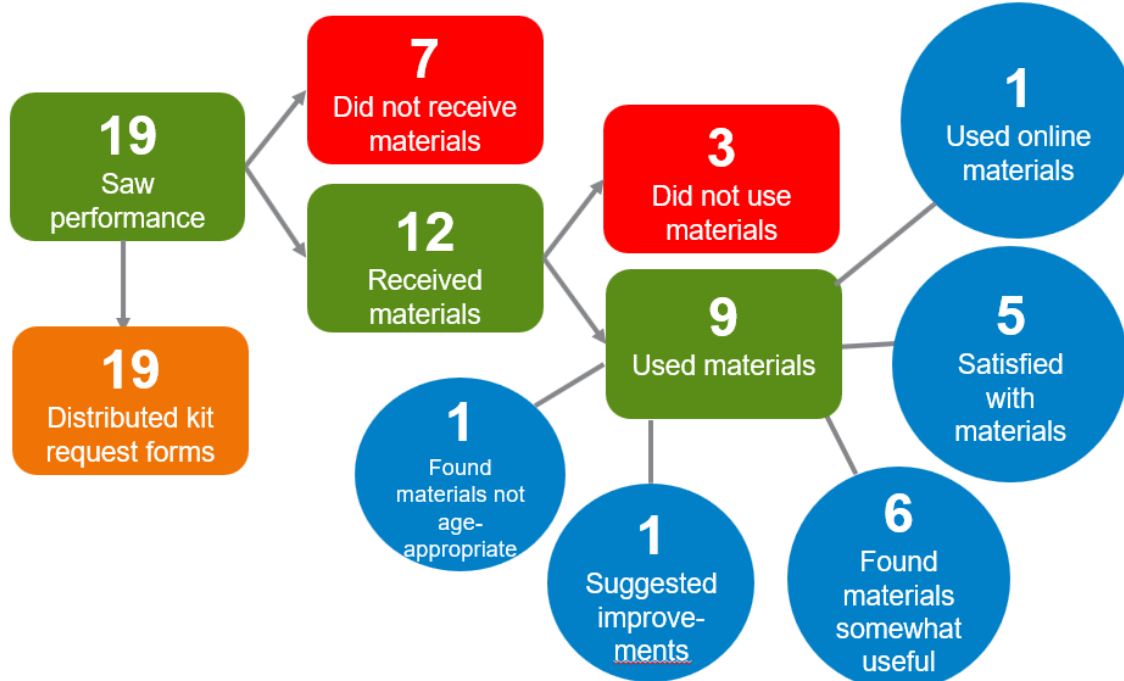 19
Saw
performance
7
Did not receive
materials
12
Received
materials
19
Distributed kit
request forms
3
Did not use
materials
9
Used materials
1
Used online
materials
5
Satisfied
with
materials
6
Found
materials
somewhat
useful
1
Suggested
improve-
ments
1
Found
materials not
age-
appropriate